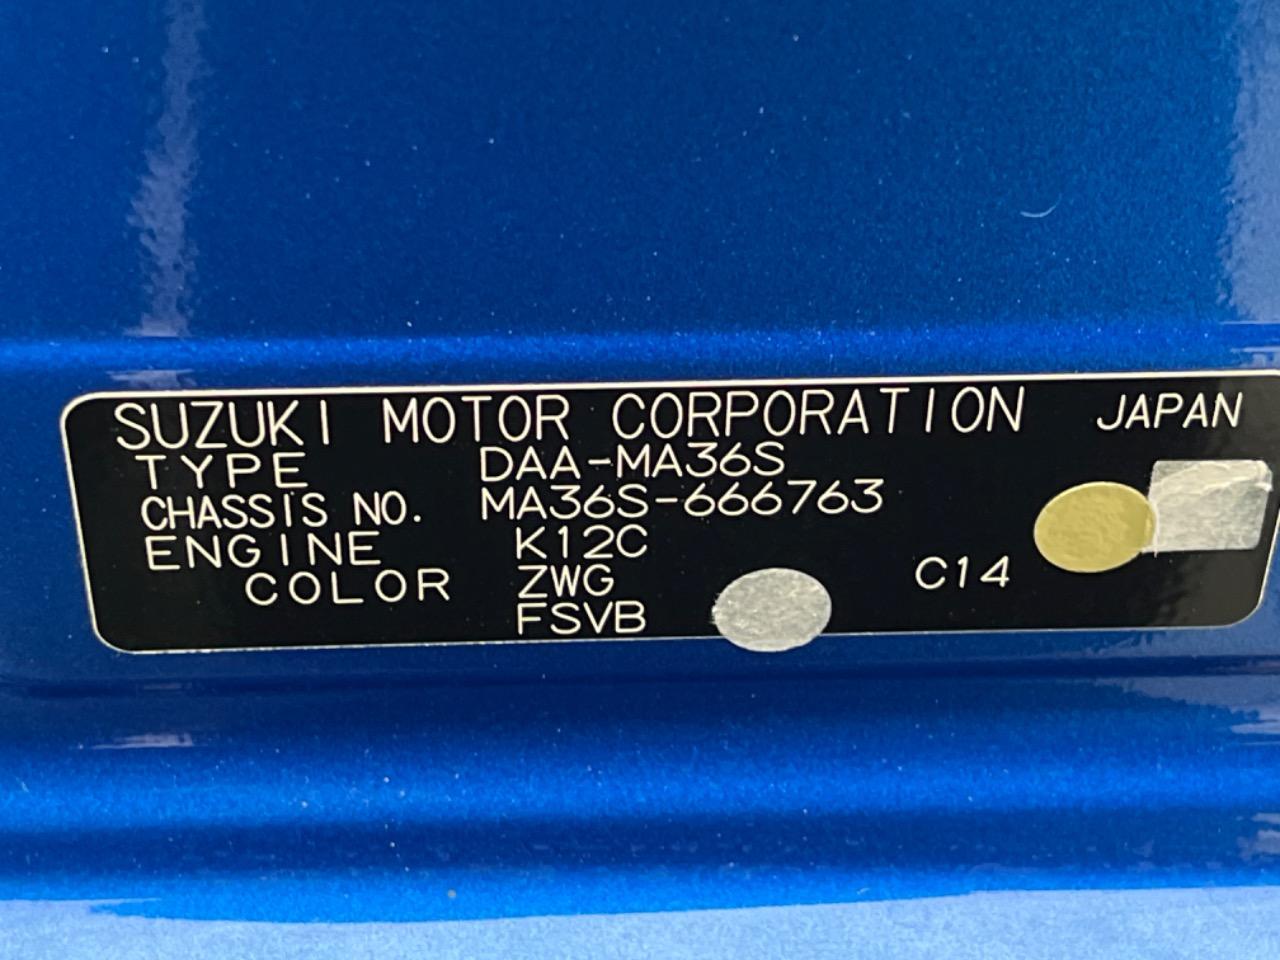 SUZUKI MOTOR CORPORATION JAPAN
TYPE DAA-MA36S
CHASSIS NO. MA36S-666763
ENGINE K12C
COLOR ZWG C14
FSVB